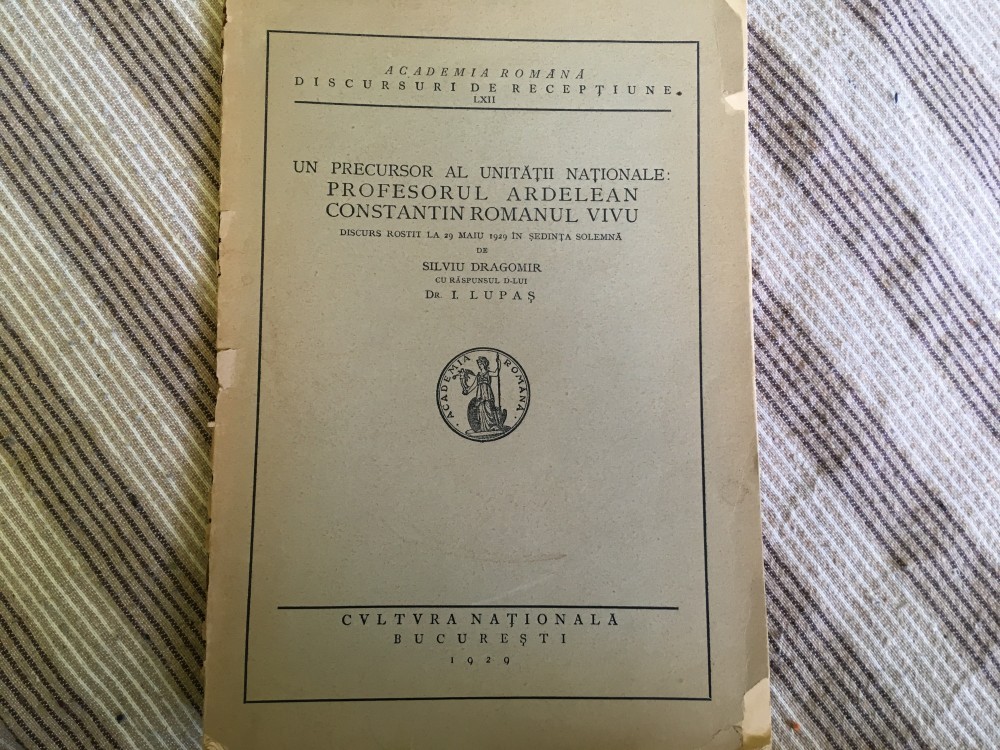 ACADEMIA ROMÂNĂ
DISCURSURI DE RECEPȚIUNE.
LXII
UN PRECURSOR AL UNITĂȚII NAȚIONALE:
PROFESORUL ARDELEAN
CONSTANTIN ROMANUL VIVU
DISCURS ROSTIT LA 29 MAIU 1929 ÎN ȘEDINȚA SOLEMNĂ
DE
SILVIU DRAGOMIR
CU RĂSPUNSUL D-LUI
DR. I. LUPAȘ
· ACADEMIA ROMÂNĂ ·
CVLTVRA NAȚIONALĂ
BUCUREȘTI
1929